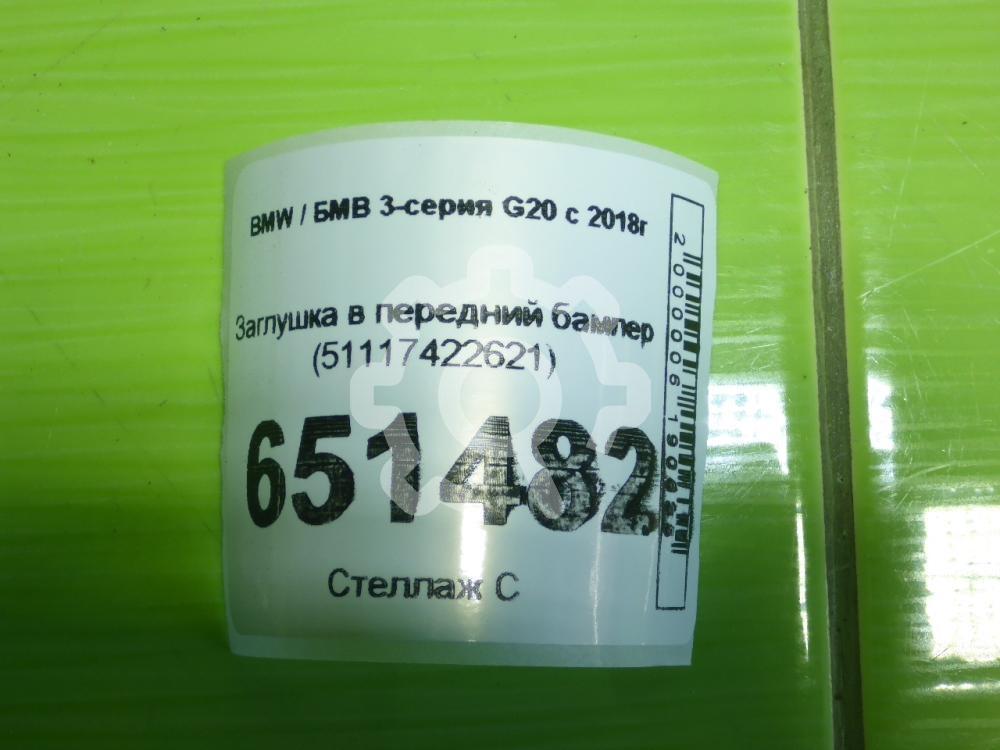 BMW / БМВ 3-серия G20 с 2018г
Заглушка в передний бампер
(51117422621)
651482
Стеллаж С